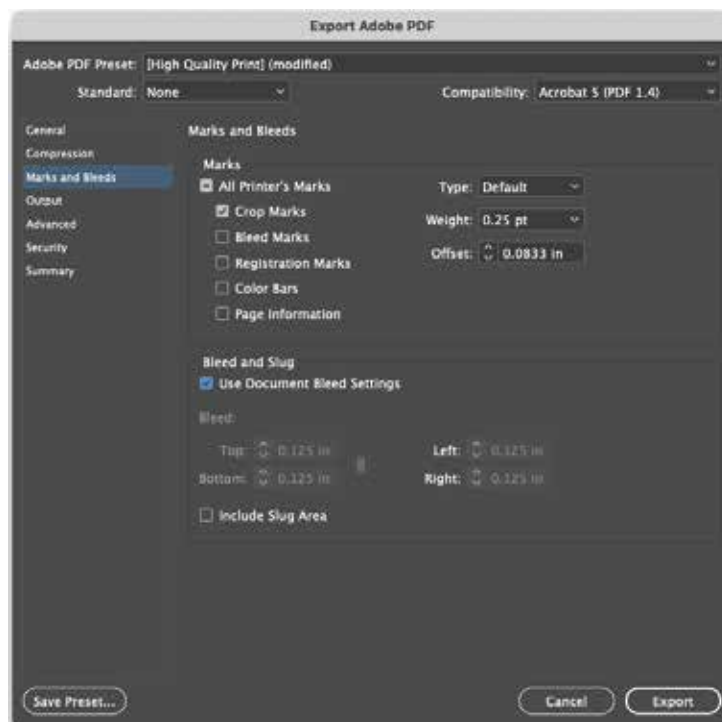 Export Adobe PDF
Adobe PDF Preset: [High Quality Print] (modified)
Standard: None Compatibility: Acrobat 5 (PDF 1.4)
General
Compression
Marks and Bleeds
Output
Advanced
Security
Summary
Marks and Bleeds
Marks
All Printer's Marks
Crop Marks
Bleed Marks
Registration Marks
Color Bars
Page Information
Type: Default
Weight: 0.25 pt
Offset: 0.0833 in
Bleed and Slug
Use Document Bleed Settings
Bleed:
Top: 0.125 in Left: 0.125 in
Bottom: 0.125 in Right: 0.125 in
Include Slug Area
Save Preset... Cancel Export